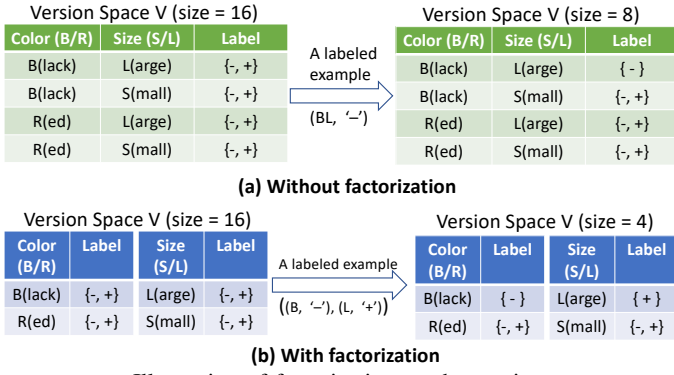 Version Space V (size = 16)
Color (B/R) Size (S/L) Label
B(lack) L(arge) {-, +}
B(lack) S(mall) {-, +}
R(ed) L(arge) {-, +}
R(ed) S(mall) {-, +}
A labeled
example
(BL, ‘–’)
Version Space V (size = 8)
Color (B/R) Size (S/L) Label
B(lack) L(arge) { - }
B(lack) S(mall) {-, +}
R(ed) L(arge) {-, +}
R(ed) S(mall) {-, +}
(a) Without factorization
Version Space V (size = 16)
Color (B/R) Label Size (S/L) Label
B(lack) {-, +} L(arge) {-, +}
R(ed) {-, +} S(mall) {-, +}
A labeled example
((B, ‘–’), (L, ‘+’))
Version Space V (size = 4)
Color (B/R) Label Size (S/L) Label
B(lack) { - } L(arge) { + }
R(ed) {-, +} S(mall) {-, +}
(b) With factorization